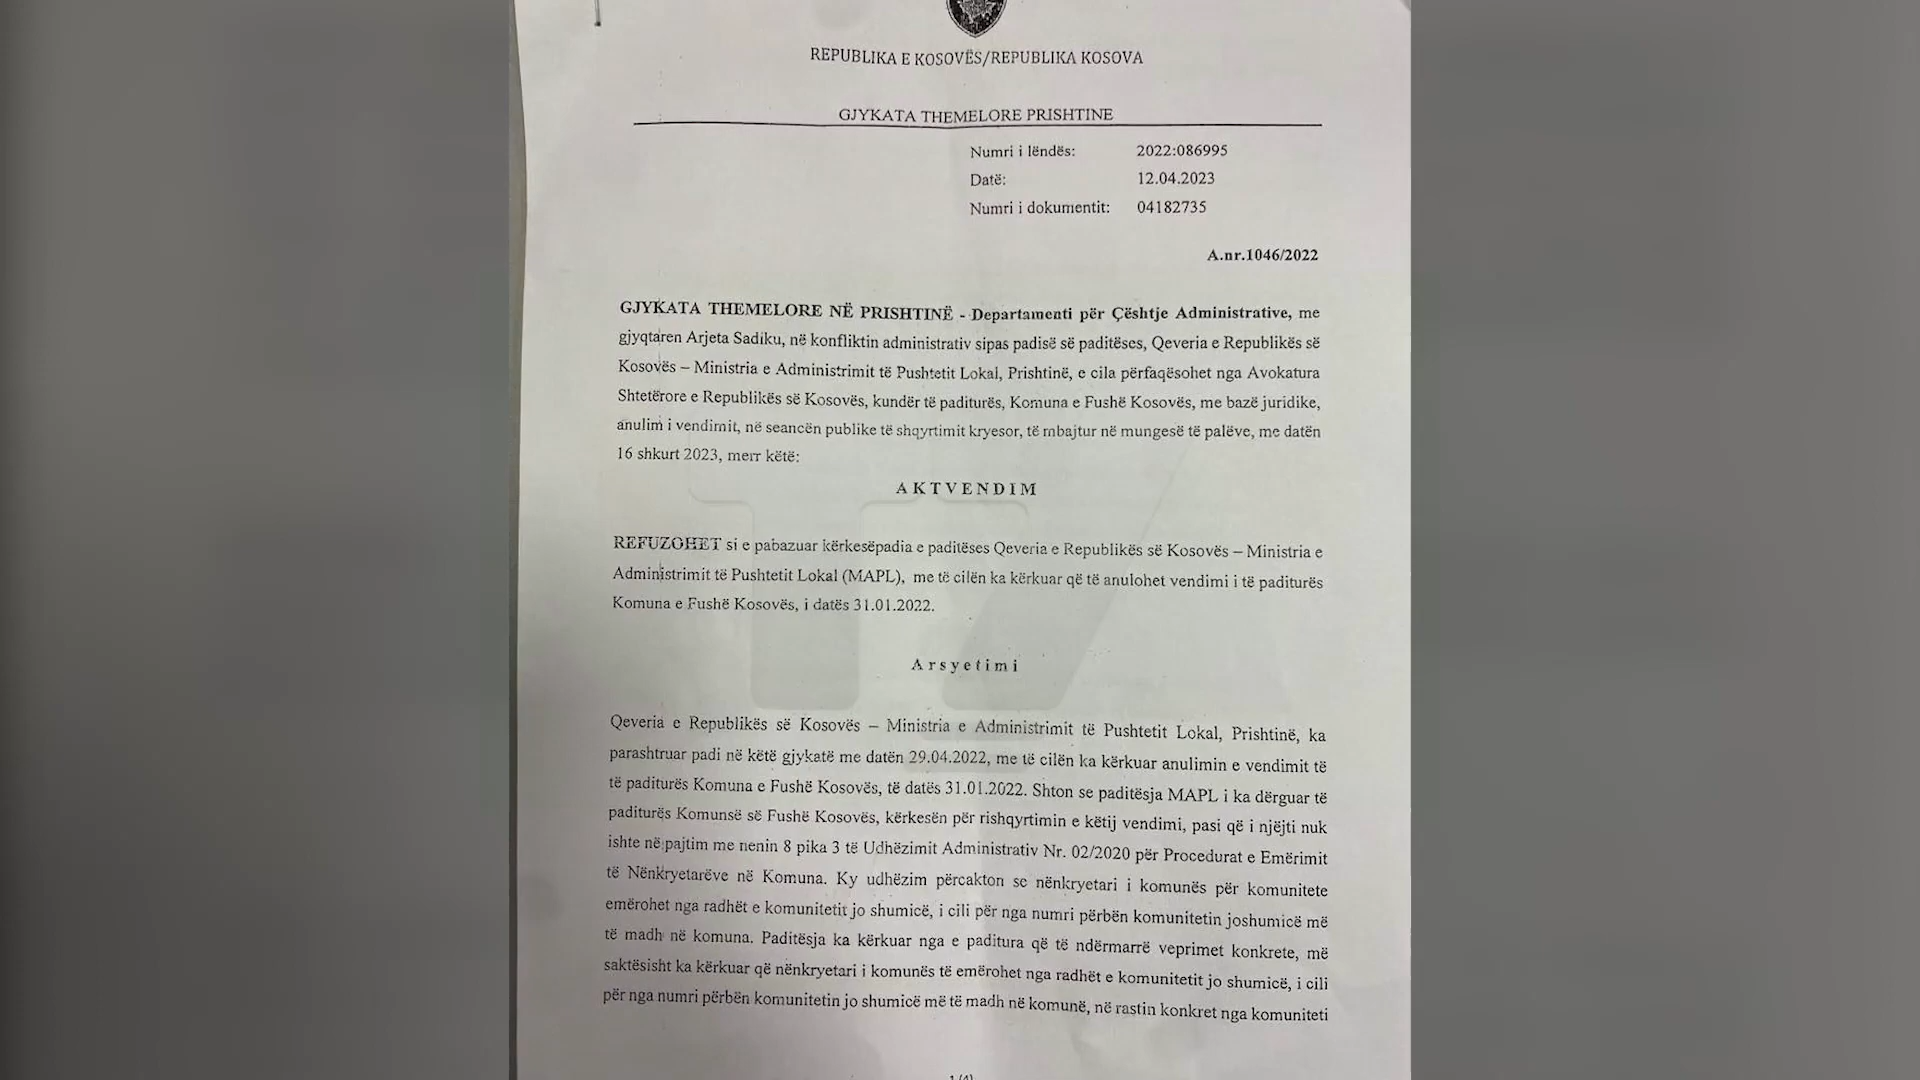 REPUBLIKA E KOSOVËS/REPUBLIKA KOSOVA
GJYKATA THEMELORE PRISHTINE
Numri i lëndës: 2022:086995
Datë: 12.04.2023
Numri i dokumentit: 04182735
A.nr.1046/2022
GJYKATA THEMELORE NË PRISHTINË - Departamenti për Çështje Administrative, me
gjyqtaren Arjeta Sadiku, në konfliktin administrativ sipas padisë së paditëses, Qeveria e Republikës së
Kosovës – Ministria e Administrimit të Pushtetit Lokal, Prishtinë, e cila përfaqësohet nga Avokatura
Shtetërore e Republikës së Kosovës, kundër të paditurës, Komuna e Fushë Kosovës, me bazë juridike,
anulim i vendimit, në seancën publike të shqyrtimit kryesor, të mbajtur në mungesë të palëve, me datën
16 shkurt 2023, merr këtë:
AKTVENDIM
REFUZOHET si e pabazuar kërkesëpadia e paditëses Qeveria e Republikës së Kosovës – Ministria e
Administrimit të Pushtetit Lokal (MAPL), me të cilën ka kërkuar që të anulohet vendimi i të paditurës
Komuna e Fushë Kosovës, i datës 31.01.2022.
Arsyetimi
Qeveria e Republikës së Kosovës – Ministria e Administrimit të Pushtetit Lokal, Prishtinë, ka
parashtruar padi në këtë gjykatë me datën 29.04.2022, me të cilën ka kërkuar anulimin e vendimit të
të paditurës Komuna e Fushë Kosovës, të datës 31.01.2022. Shton se paditësja MAPL i ka dërguar të
paditurës Komunsë së Fushë Kosovës, kërkesën për rishqyrtimin e këtij vendimi, pasi që i njëjti nuk
ishte në pajtim me nenin 8 pika 3 të Udhëzimit Administrativ Nr. 02/2020 për Procedurat e Emërimit
të Nënkryetarëve në Komuna. Ky udhëzim përcakton se nënkryetari i komunës për komunitete
emërohet nga radhët e komunitetit jo shumicë, i cili për nga numri përbën komunitetin joshumicë më
të madh në komuna. Paditësja ka kërkuar nga e paditura që të ndërmarrë veprimet konkrete, më
saktësisht ka kërkuar që nënkryetari i komunës të emërohet nga radhët e komunitetit jo shumicë, i cili
për nga numri përbën komunitetin jo shumicë më të madh në komunë, në rastin konkret nga komuniteti
1 (4)